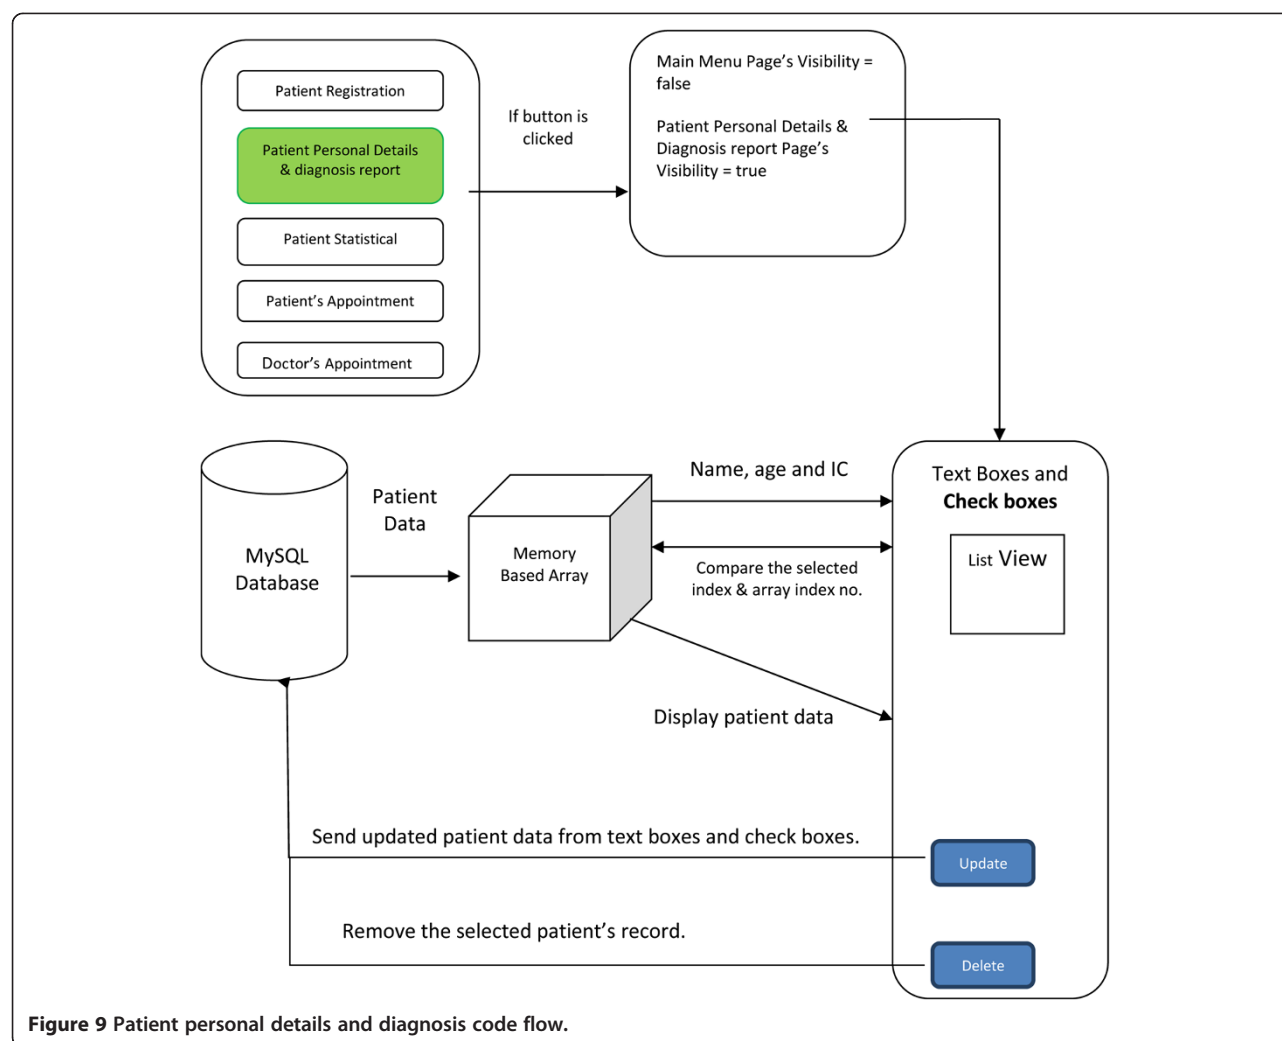 Patient Registration
Patient Personal Details
& diagnosis report
Patient Statistical
Patient's Appointment
Doctor's Appointment
If button is
clicked
Main Menu Page's Visibility =
false
Patient Personal Details &
Diagnosis report Page's
Visibility = true
MySQL
Database
Patient
Data
Memory
Based Array
Name, age and IC
Compare the selected
index & array index no.
Display patient data
Text Boxes and
Check boxes
List View
Send updated patient data from text boxes and check boxes.
Update
Remove the selected patient's record.
Delete
Figure 9 Patient personal details and diagnosis code flow.